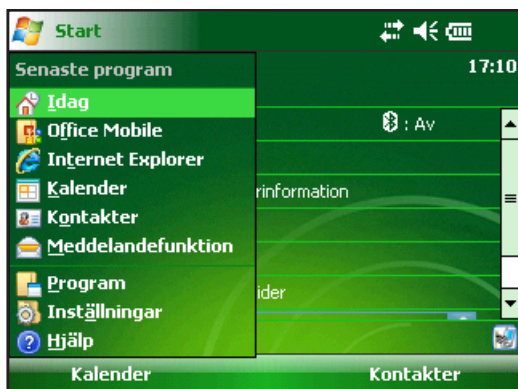 Start
Senaste program
17:10
Idag
Office Mobile
: Av
Internet Explorer
Kalender
rinformation
Kontakter
Meddelandefunktion
Program
ider
Inställningar
Hjälp
Kalender
Kontakter